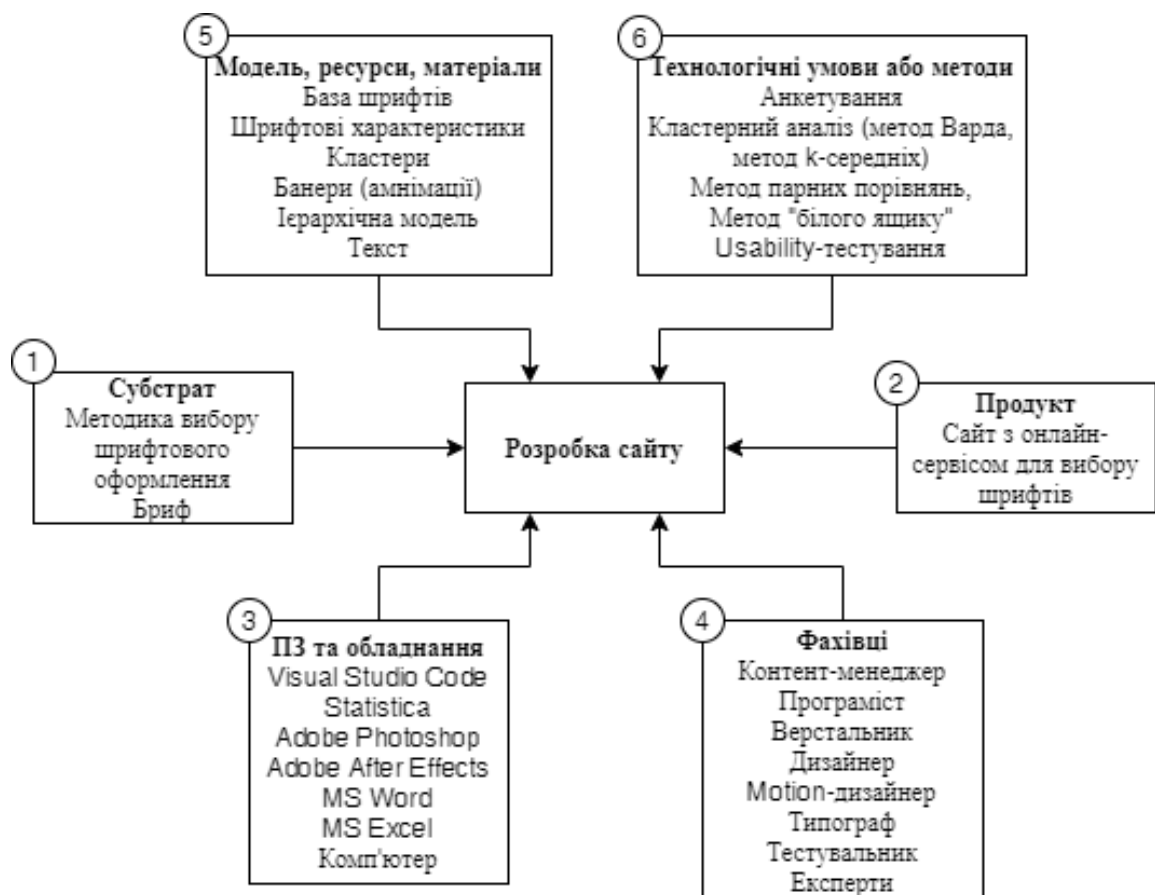 5
Модель, ресурси, матеріали
База шрифтів
Шрифтові характеристики
Кластери
Банери (амнімації)
Ієрархічна модель
Текст
6
Технологічні умови або методи
Анкетування
Кластерний аналіз (метод Варда,
метод k-середніх)
Метод парних порівнянь,
Метод "білого ящику"
Usability-тестування
1
Субстрат
Методика вибору
шрифтового
оформлення
Бриф
Розробка сайту
2
Продукт
Сайт з онлайн-
сервісом для вибору
шрифтів
3
ПЗ та обладнання
Visual Studio Code
Statistica
Adobe Photoshop
Adobe After Effects
MS Word
MS Excel
Комп'ютер
4
Фахівці
Контент-менеджер
Програміст
Верстальник
Дизайнер
Motion-дизайнер
Типограф
Тестувальник
Експерти